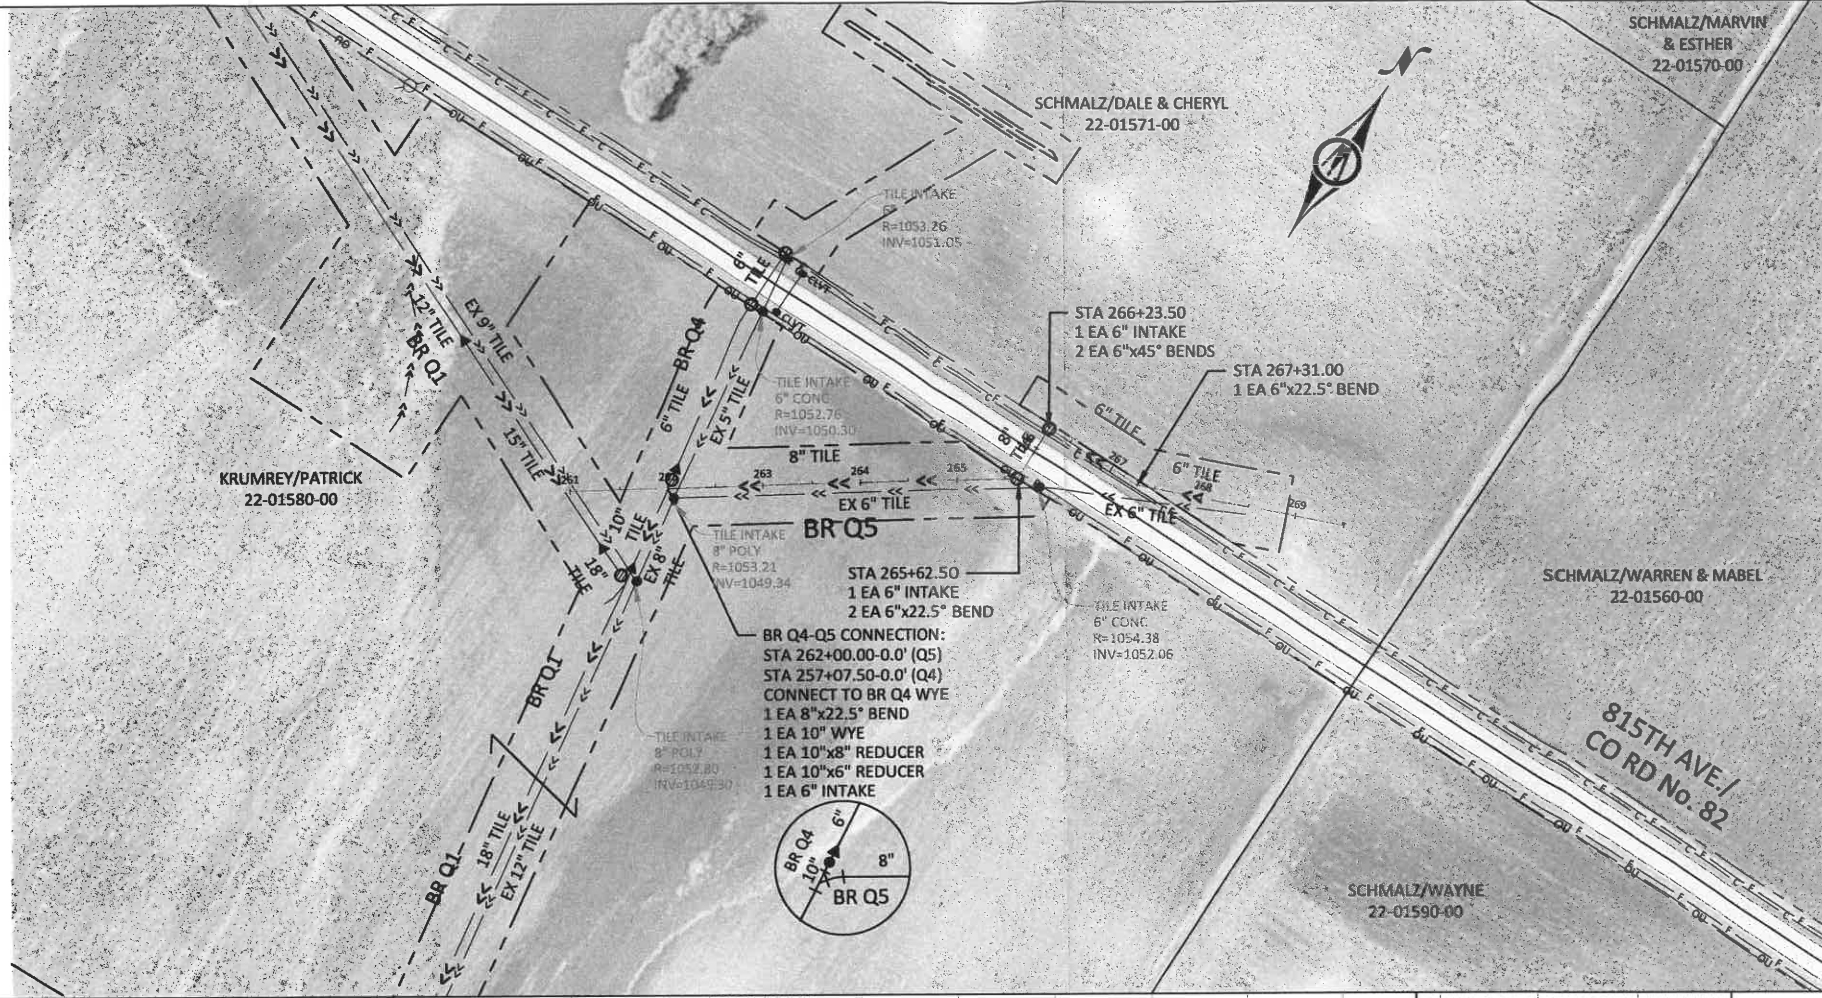 SCHMALZ/MARVIN
& ESTHER
22-01570-00
SCHMALZ/DALE & CHERYL
22-01571-00
N
TILE INTAKE
6"
R=1053.26
INV=1051.05
6"
TILE
CLVT
CLVT
12" TILE
BR Q1
EX 9" TILE
15" TILE
BR Q4
6" TILE
EX 5" TILE
TILE INTAKE
6" CONC
R=1052.76
INV=1050.30
STA 266+23.50
1 EA 6" INTAKE
2 EA 6"x45° BENDS
STA 267+31.00
1 EA 6"x22.5° BEND
6" TILE
6" TILE
8"
TILE
8" TILE
261
263
264
265
267
268
269
EX 6" TILE
EX 6" TILE
BR Q5
KRUMREY/PATRICK
22-01580-00
10"
TILE
18"
TILE
EX 8"
TILE
TILE INTAKE
8" POLY
R=1053.21
INV=1049.34
STA 265+62.50
1 EA 6" INTAKE
2 EA 6"x22.5° BEND
TILE INTAKE
6" CONC
R=1054.38
INV=1052.06
SCHMALZ/WARREN & MABEL
22-01560-00
BR Q4-Q5 CONNECTION:
STA 262+00.00-0.0' (Q5)
STA 257+07.50-0.0' (Q4)
CONNECT TO BR Q4 WYE
1 EA 8"x22.5° BEND
1 EA 10" WYE
1 EA 10"x8" REDUCER
1 EA 10"x6" REDUCER
1 EA 6" INTAKE
BR Q1
TILE INTAKE
8" POLY
R=1052.80
INV=1049.30
BR Q1
18" TILE
EX 12" TILE
BR Q4
10"
6"
8"
BR Q5
815TH AVE./
CO RD No. 82
SCHMALZ/WAYNE
22-01590-00